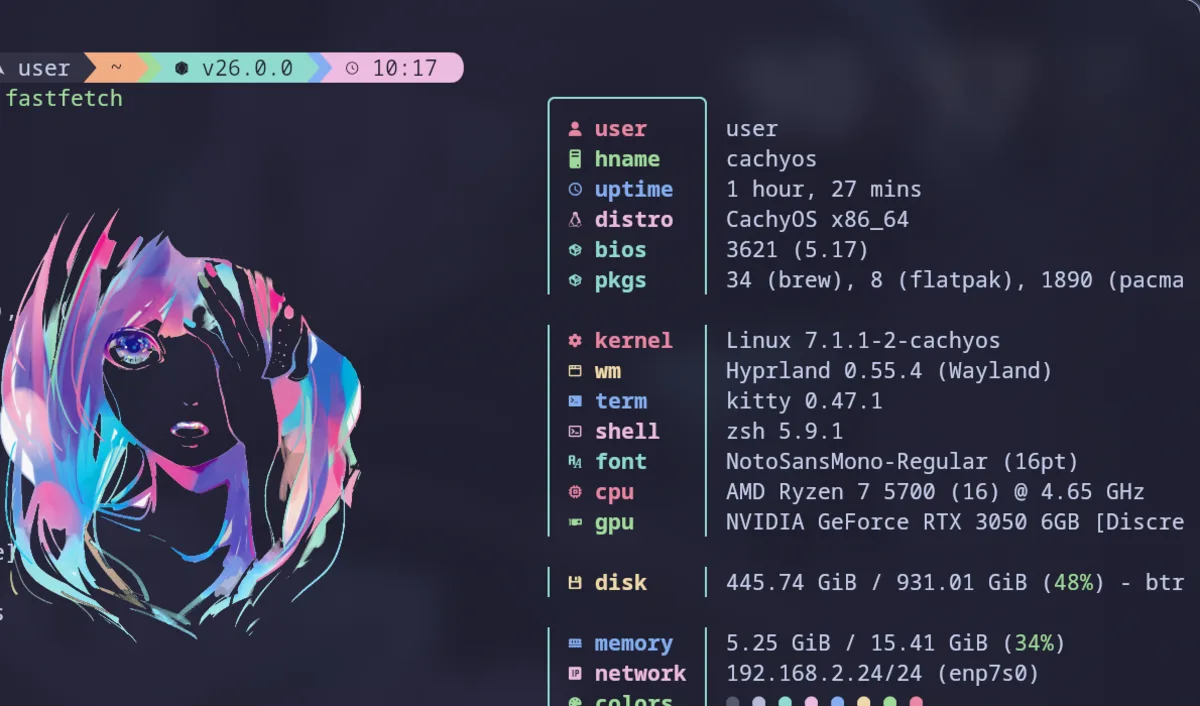 user ~ v26.0.0 10:17
fastfetch
user user
hname cachyos
uptime 1 hour, 27 mins
distro CachyOS x86_64
bios 3621 (5.17)
pkgs 34 (brew), 8 (flatpak), 1890 (pacma
kernel Linux 7.1.1-2-cachyos
wm Hyprland 0.55.4 (Wayland)
term kitty 0.47.1
shell zsh 5.9.1
font NotoSansMono-Regular (16pt)
cpu AMD Ryzen 7 5700 (16) @ 4.65 GHz
gpu NVIDIA GeForce RTX 3050 6GB [Discre
disk 445.74 GiB / 931.01 GiB (48%) - btr
memory 5.25 GiB / 15.41 GiB (34%)
network 192.168.2.24/24 (enp7s0)
colors